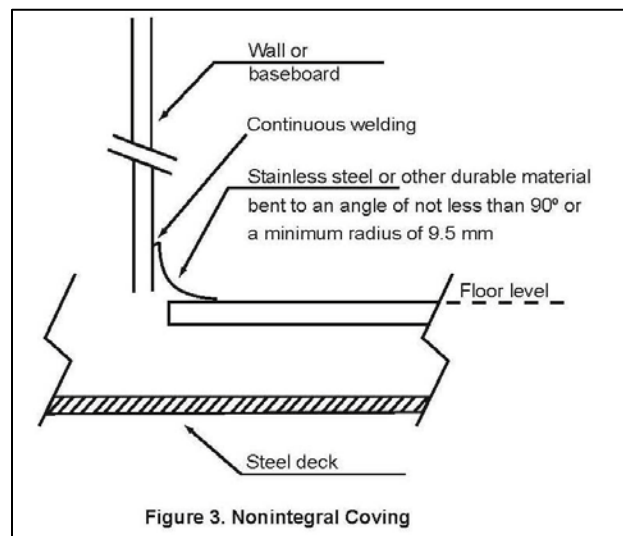 Wall or
baseboard
Continuous welding
Stainless steel or other durable material
bent to an angle of not less than 90º or
a minimum radius of 9.5 mm
Floor level
Steel deck
Figure 3. Nonintegral Coving